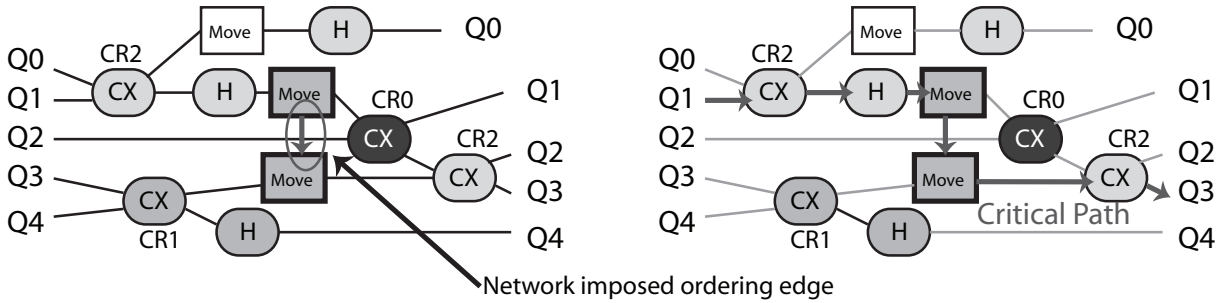 Move H Q0
Q0 CR2
CX
Q1 H Move CR0 Q1
Q2 CX CR2 Q2
Q3 Move CX Q3
CX
Q4 CR1 H Q4
Network imposed ordering edge
Move H Q0
Q0 CR2
CX
Q1 H Move CR0 Q1
Q2 CX CR2 Q2
Q3 Move CX Q3
CX Critical Path
Q4 CR1 H Q4